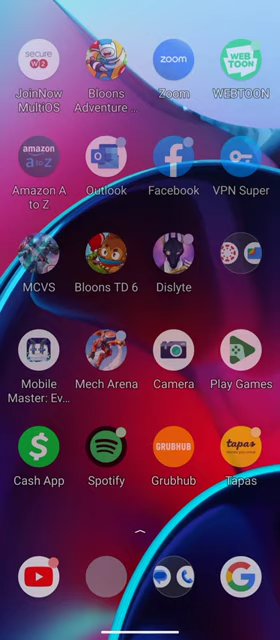 secure
W2
zoom
WEB
TOON
JoinNow
MultiOS
Bloons
Adventure ...
Zoom
WEBTOON
amazon
a to z
Amazon A
to Z
Outlook
Facebook
VPN Super
MCVS
Bloons TD 6
Dislyte
Mobile
Master: Ev...
Mech Arena
Camera
Play Games
GRUBHUB
tapas
Cash App
Spotify
Grubhub
Tapas